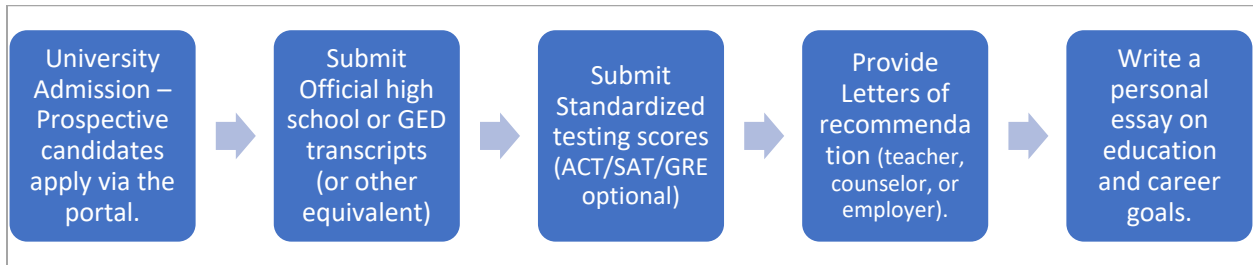 University
Admission –
Prospective
candidates
apply via the
portal.
Submit
Official high
school or GED
transcripts
(or other
equivalent)
Submit
Standardized
testing scores
(ACT/SAT/GRE
optional)
Provide
Letters of
recommenda
tion (teacher,
counselor, or
employer).
Write a
personal
essay on
education
and career
goals.